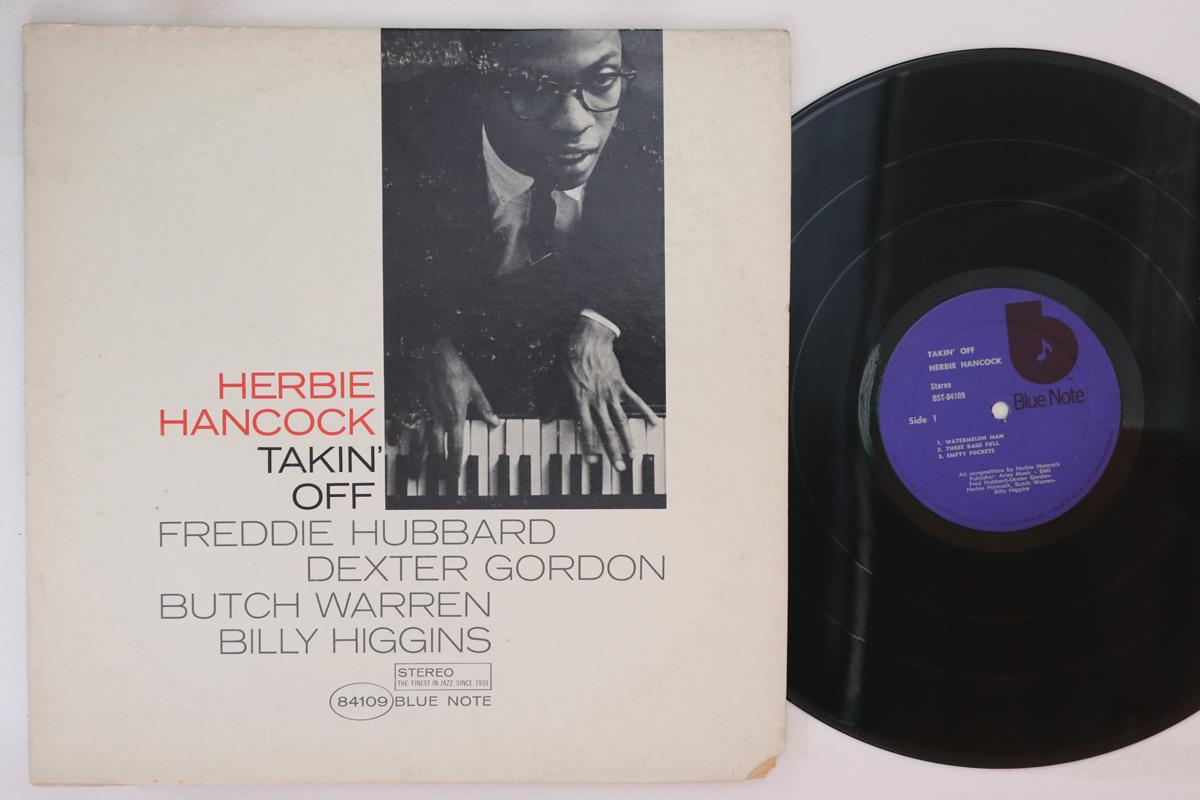 HERBIE
HANCOCK
TAKIN'
OFF
FREDDIE HUBBARD
DEXTER GORDON
BUTCH WARREN
BILLY HIGGINS
STEREO
THE FINEST IN JAZZ SINCE 1939
84109 BLUE NOTE
b
TAKIN' OFF
HERBIE HANCOCK
Stereo
BST-84109
Blue Note
Side 1
1. WATERMELON MAN
2. THREE BAGS FULL
3. EMPTY POCKETS
All compositions by Herbie Hancock
Publisher: Aries Music - BMI
Fred Hubbard-Dexter Gordon-
Herbie Hancock, Butch Warren-
Billy Higgins